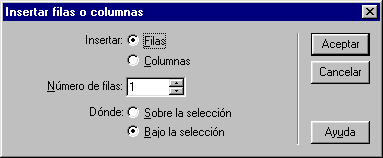 Insertar filas o columnas
Insertar: Filas
Columnas
Aceptar
Cancelar
Número de filas: 1
Dónde: Sobre la selección
Bajo la selección
Ayuda